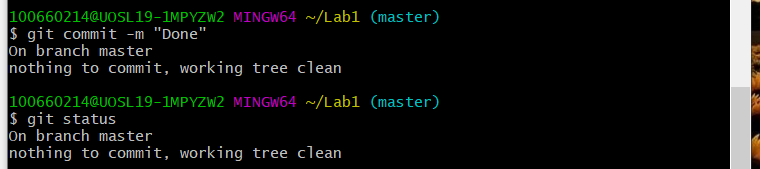 100660214@UOSL19-1MPYZW2 MINGW64 ~/Lab1 (master)
$ git commit -m "Done"
On branch master
nothing to commit, working tree clean
100660214@UOSL19-1MPYZW2 MINGW64 ~/Lab1 (master)
$ git status
On branch master
nothing to commit, working tree clean